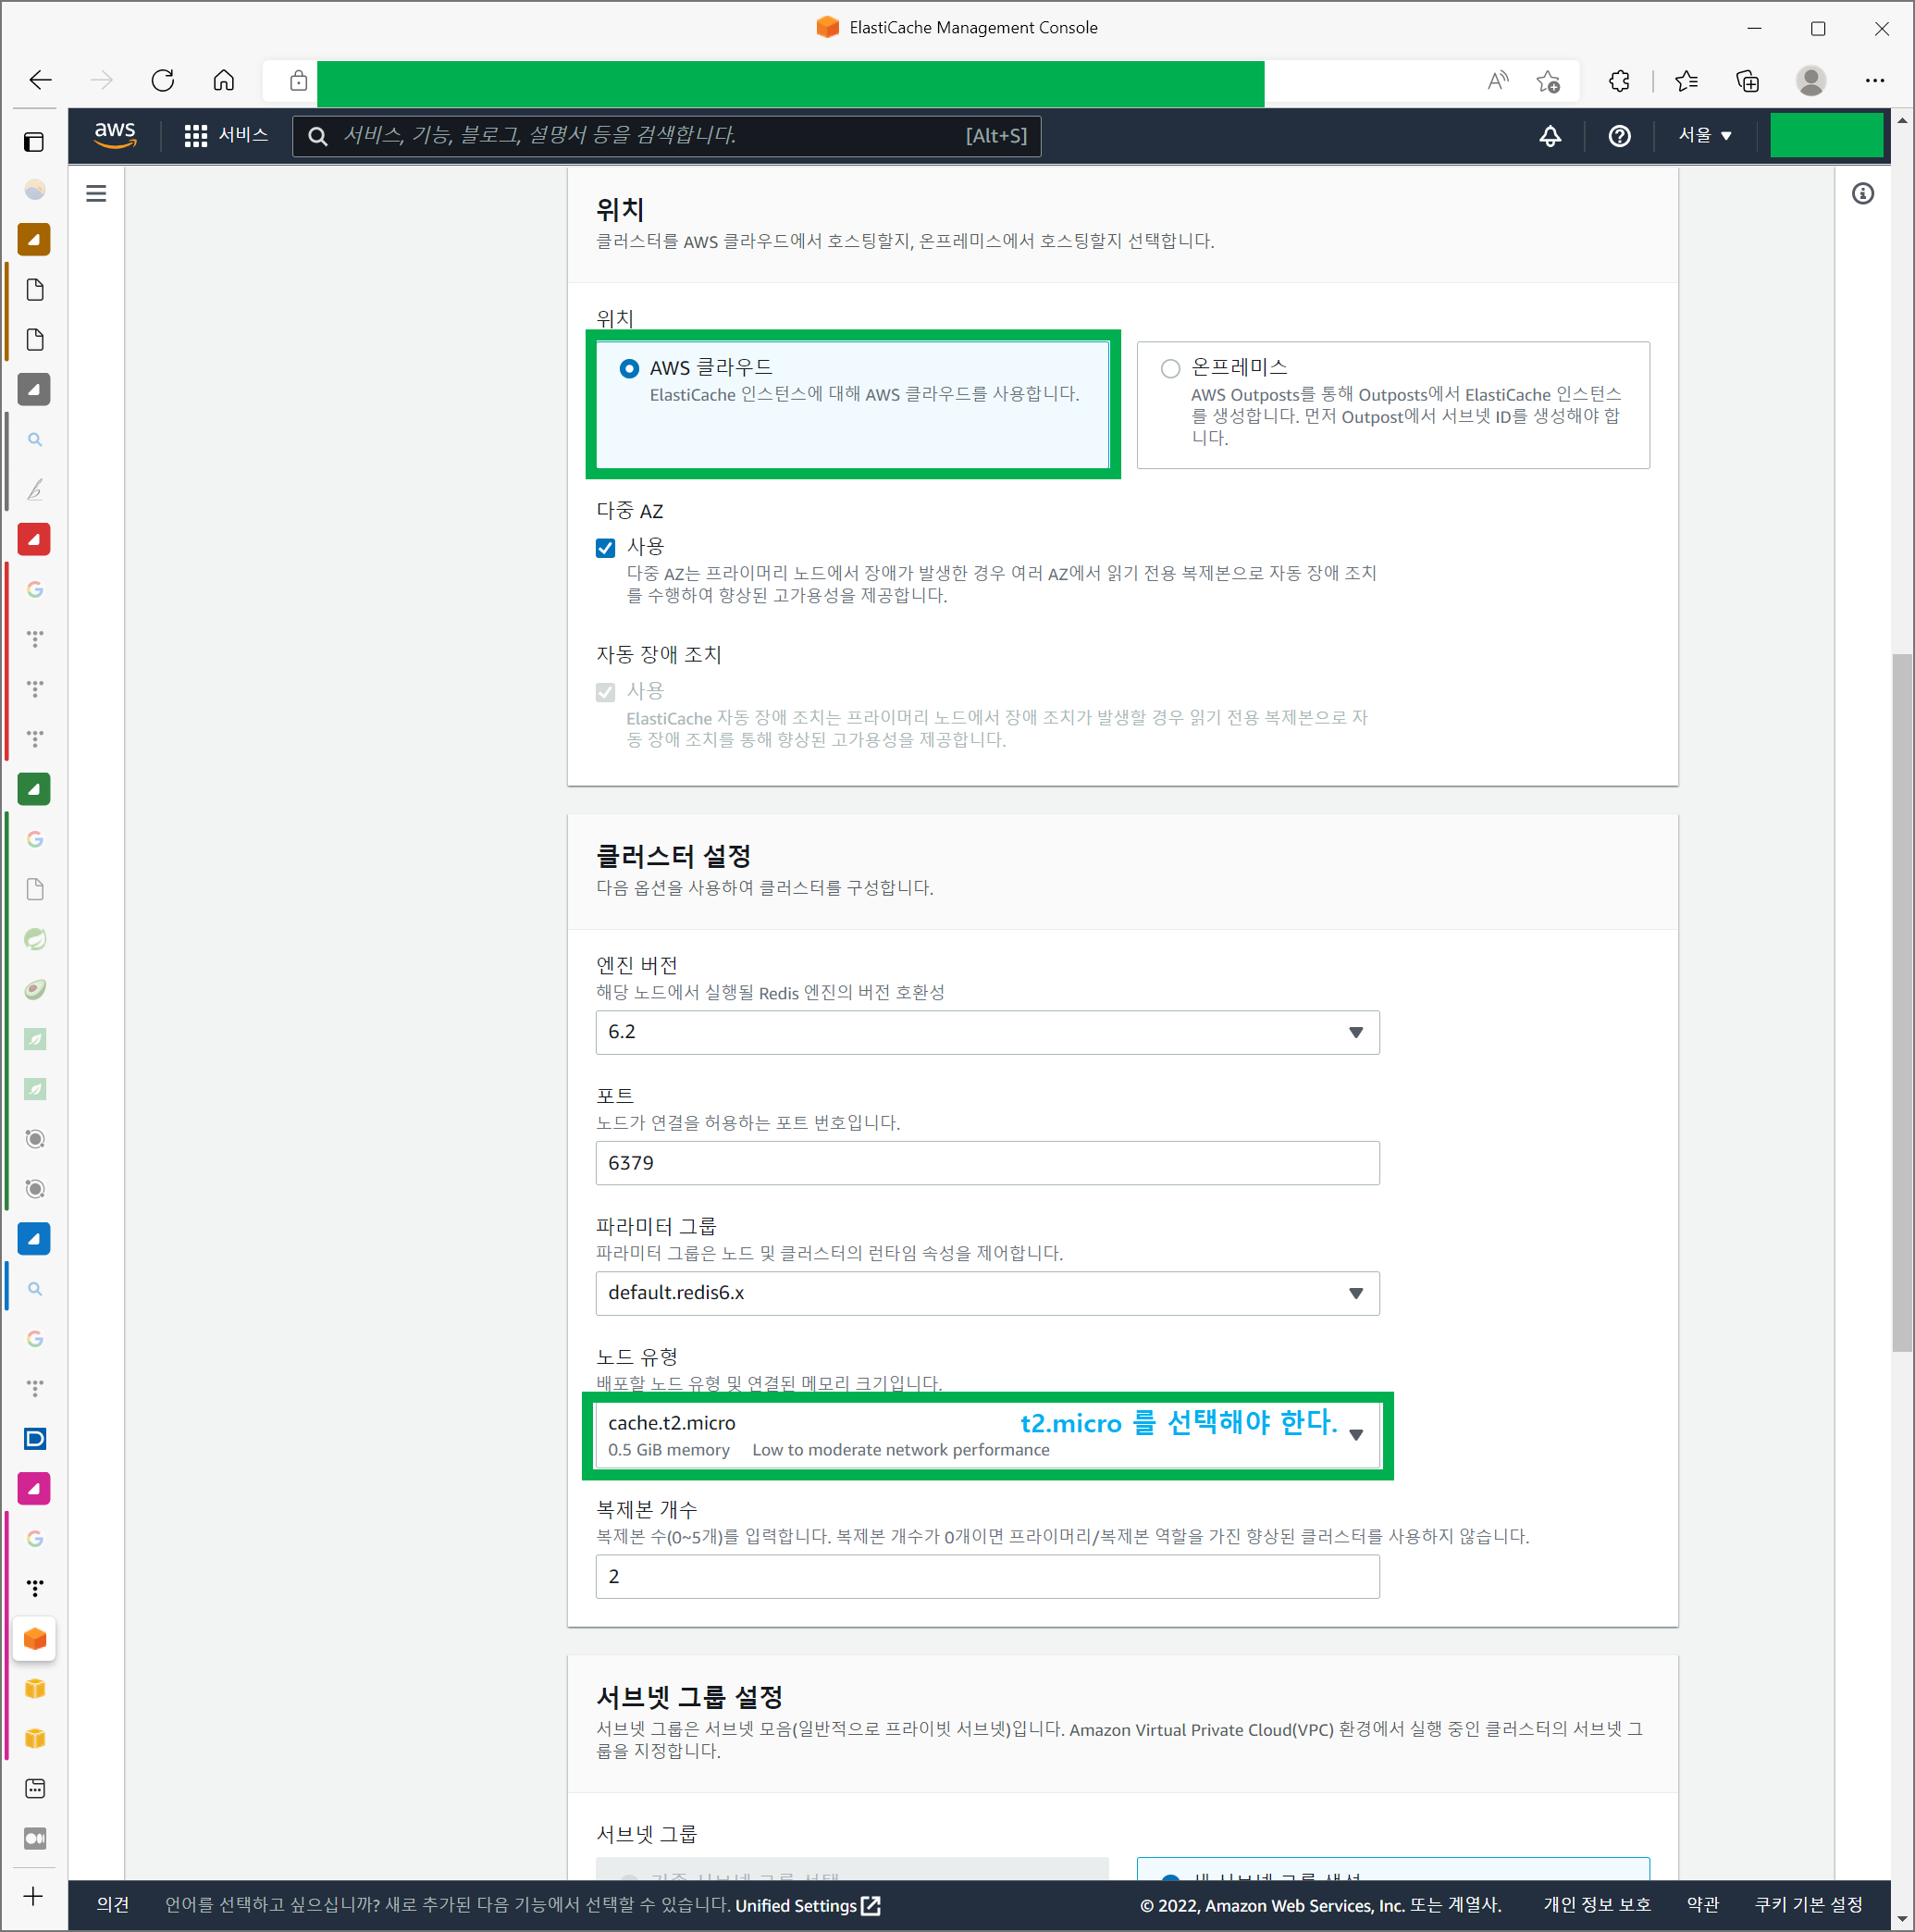 ElastiCache Management Console
aws
서비스
서비스, 기능, 블로그, 설명서 등을 검색합니다.
[Alt+S]
서울
위치
클러스터를 AWS 클라우드에서 호스팅할지, 온프레미스에서 호스팅할지 선택합니다.
위치
AWS 클라우드
ElastiCache 인스턴스에 대해 AWS 클라우드를 사용합니다.
온프레미스
AWS Outposts를 통해 Outposts에서 ElastiCache 인스턴스
를 생성합니다. 먼저 Outpost에서 서브넷 ID를 생성해야 합
니다.
다중 AZ
사용
다중 AZ는 프라이머리 노드에서 장애가 발생한 경우 여러 AZ에서 읽기 전용 복제본으로 자동 장애 조치
를 수행하여 향상된 고가용성을 제공합니다.
자동 장애 조치
사용
ElastiCache 자동 장애 조치는 프라이머리 노드에서 장애 조치가 발생할 경우 읽기 전용 복제본으로 자
동 장애 조치를 통해 향상된 고가용성을 제공합니다.
클러스터 설정
다음 옵션을 사용하여 클러스터를 구성합니다.
엔진 버전
해당 노드에서 실행될 Redis 엔진의 버전 호환성
6.2
포트
노드가 연결을 허용하는 포트 번호입니다.
6379
파라미터 그룹
파라미터 그룹은 노드 및 클러스터의 런타임 속성을 제어합니다.
default.redis6.x
노드 유형
배포할 노드 유형 및 연결된 메모리 크기입니다.
cache.t2.micro
t2.micro 를 선택해야 한다.
0.5 GiB memory Low to moderate network performance
복제본 개수
복제본 수(0~5개)를 입력합니다. 복제본 개수가 0개이면 프라이머리/복제본 역할을 가진 향상된 클러스터를 사용하지 않습니다.
2
서브넷 그룹 설정
서브넷 그룹은 서브넷 모음(일반적으로 프라이빗 서브넷)입니다. Amazon Virtual Private Cloud(VPC) 환경에서 실행 중인 클러스터의 서브넷 그
룹을 지정합니다.
서브넷 그룹
의견
언어를 선택하고 싶으십니까? 새로 추가된 다음 기능에서 선택할 수 있습니다. Unified Settings
© 2022, Amazon Web Services, Inc. 또는 계열사.
개인 정보 보호
약관
쿠키 기본 설정